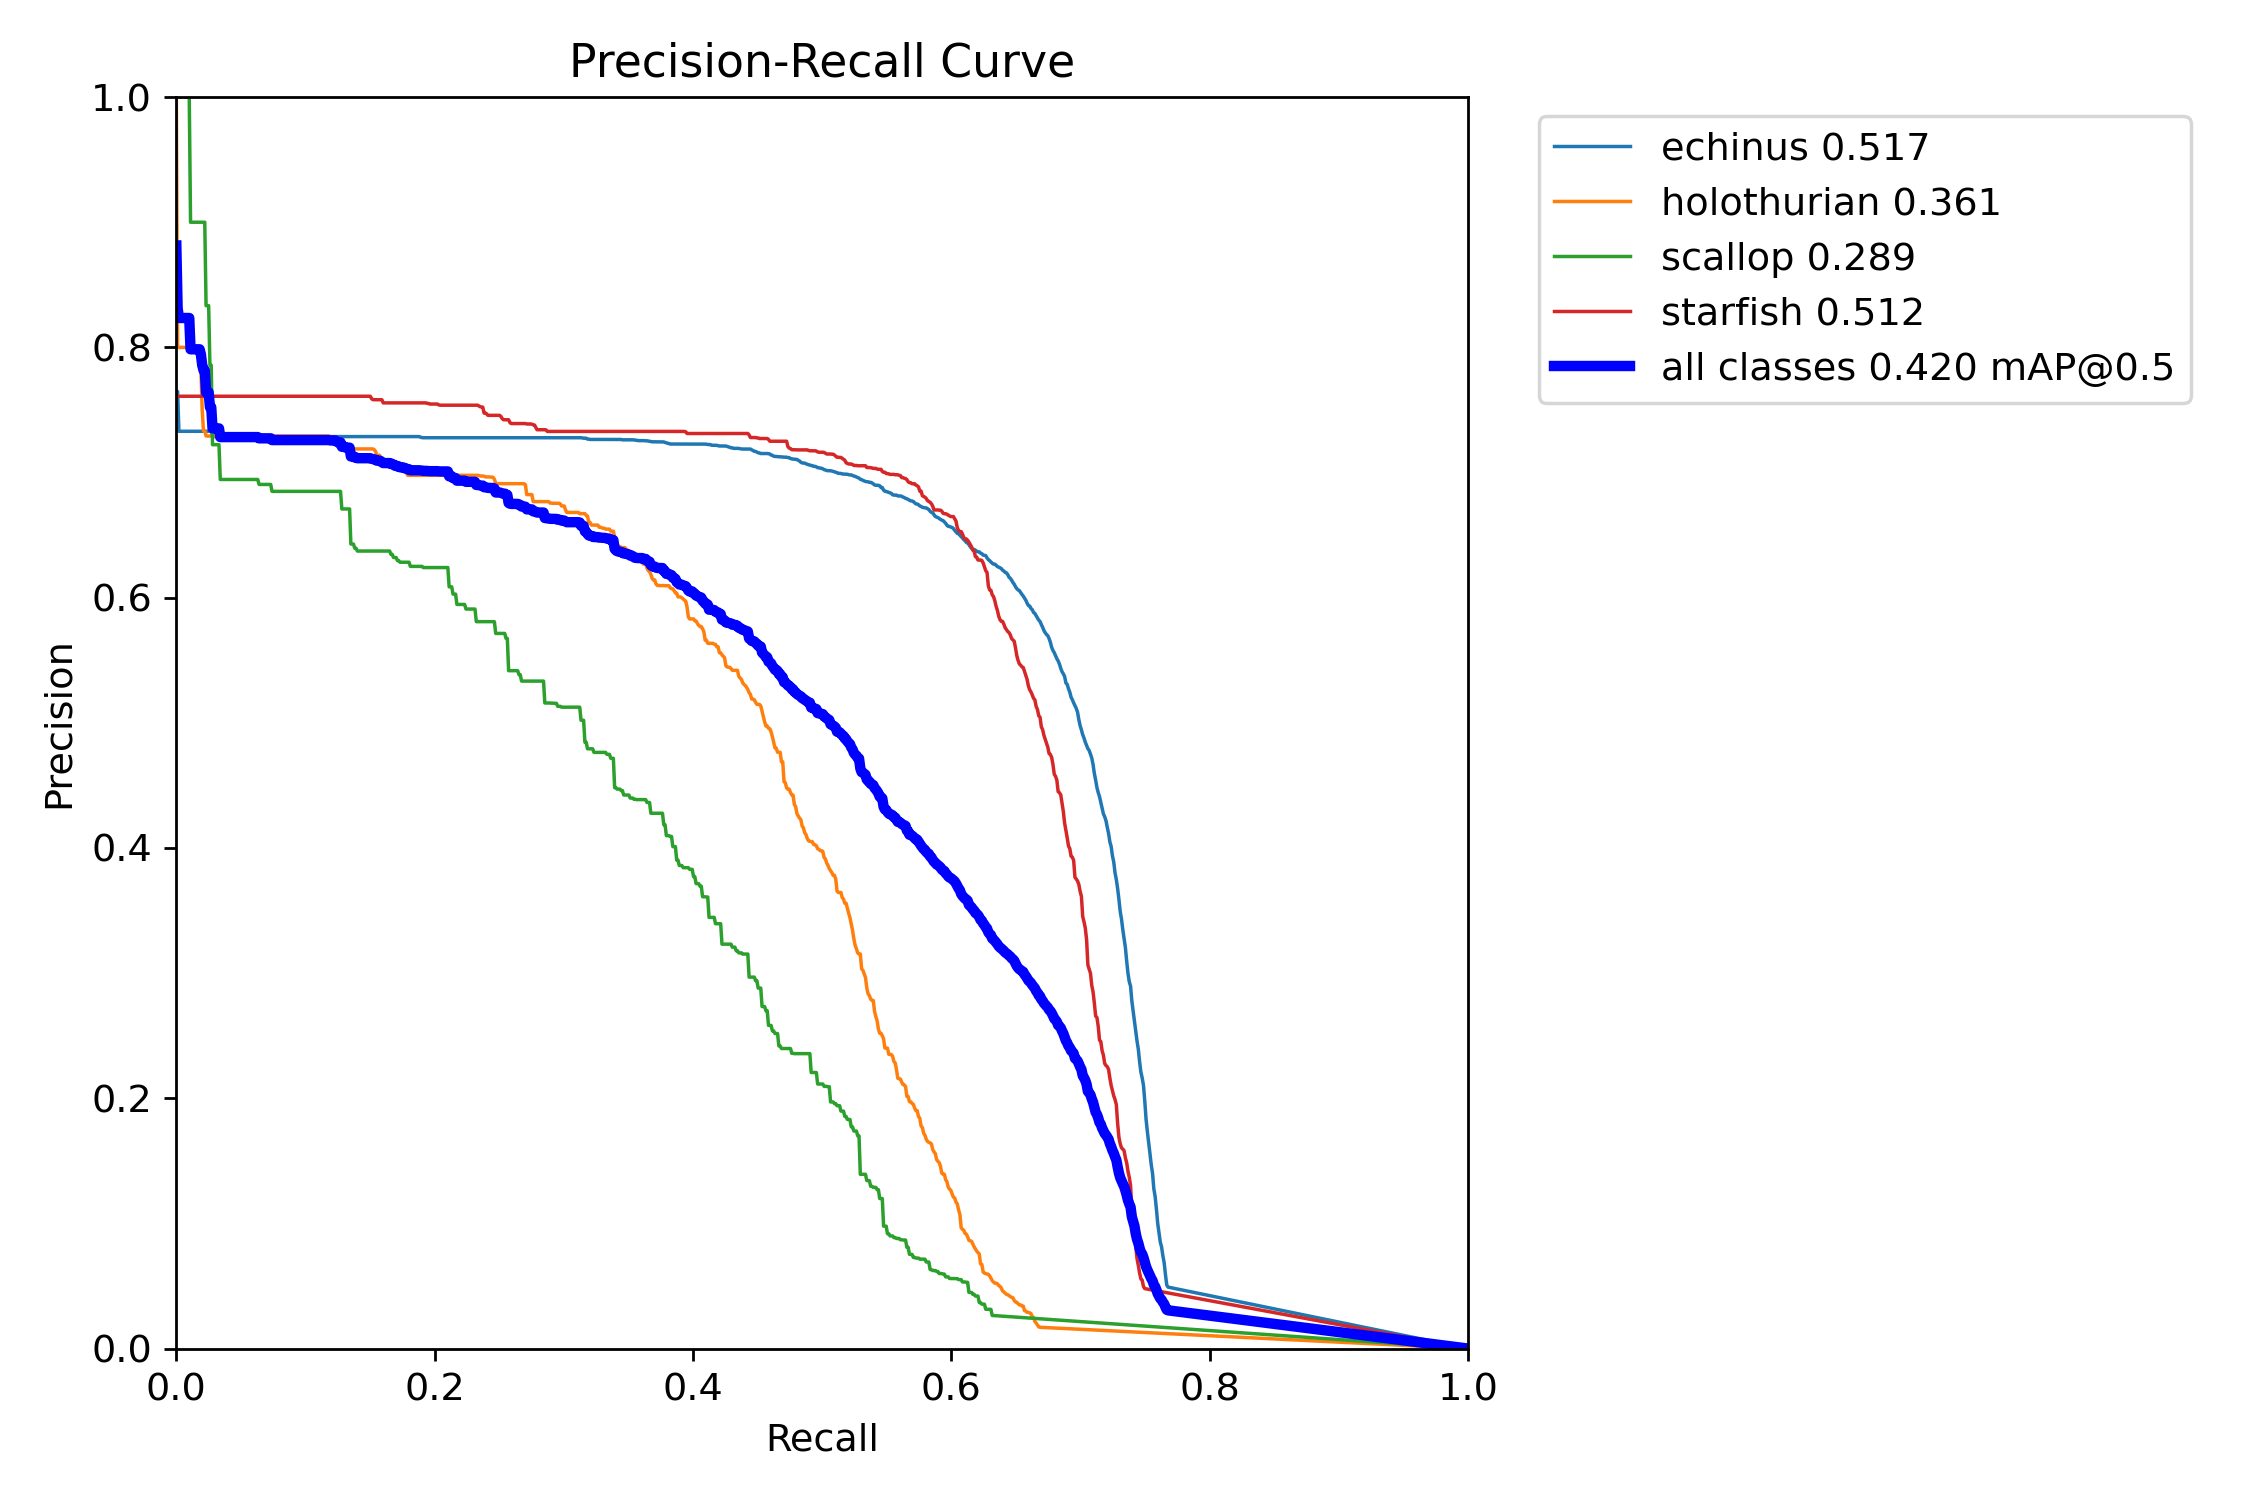 Precision-Recall Curve
1.0
0.8
0.6
0.4
0.2
0.0
Precision
0.0 0.2 0.4 0.6 0.8 1.0
Recall
echinus 0.517
holothurian 0.361
scallop 0.289
starfish 0.512
all classes 0.420 mAP@0.5